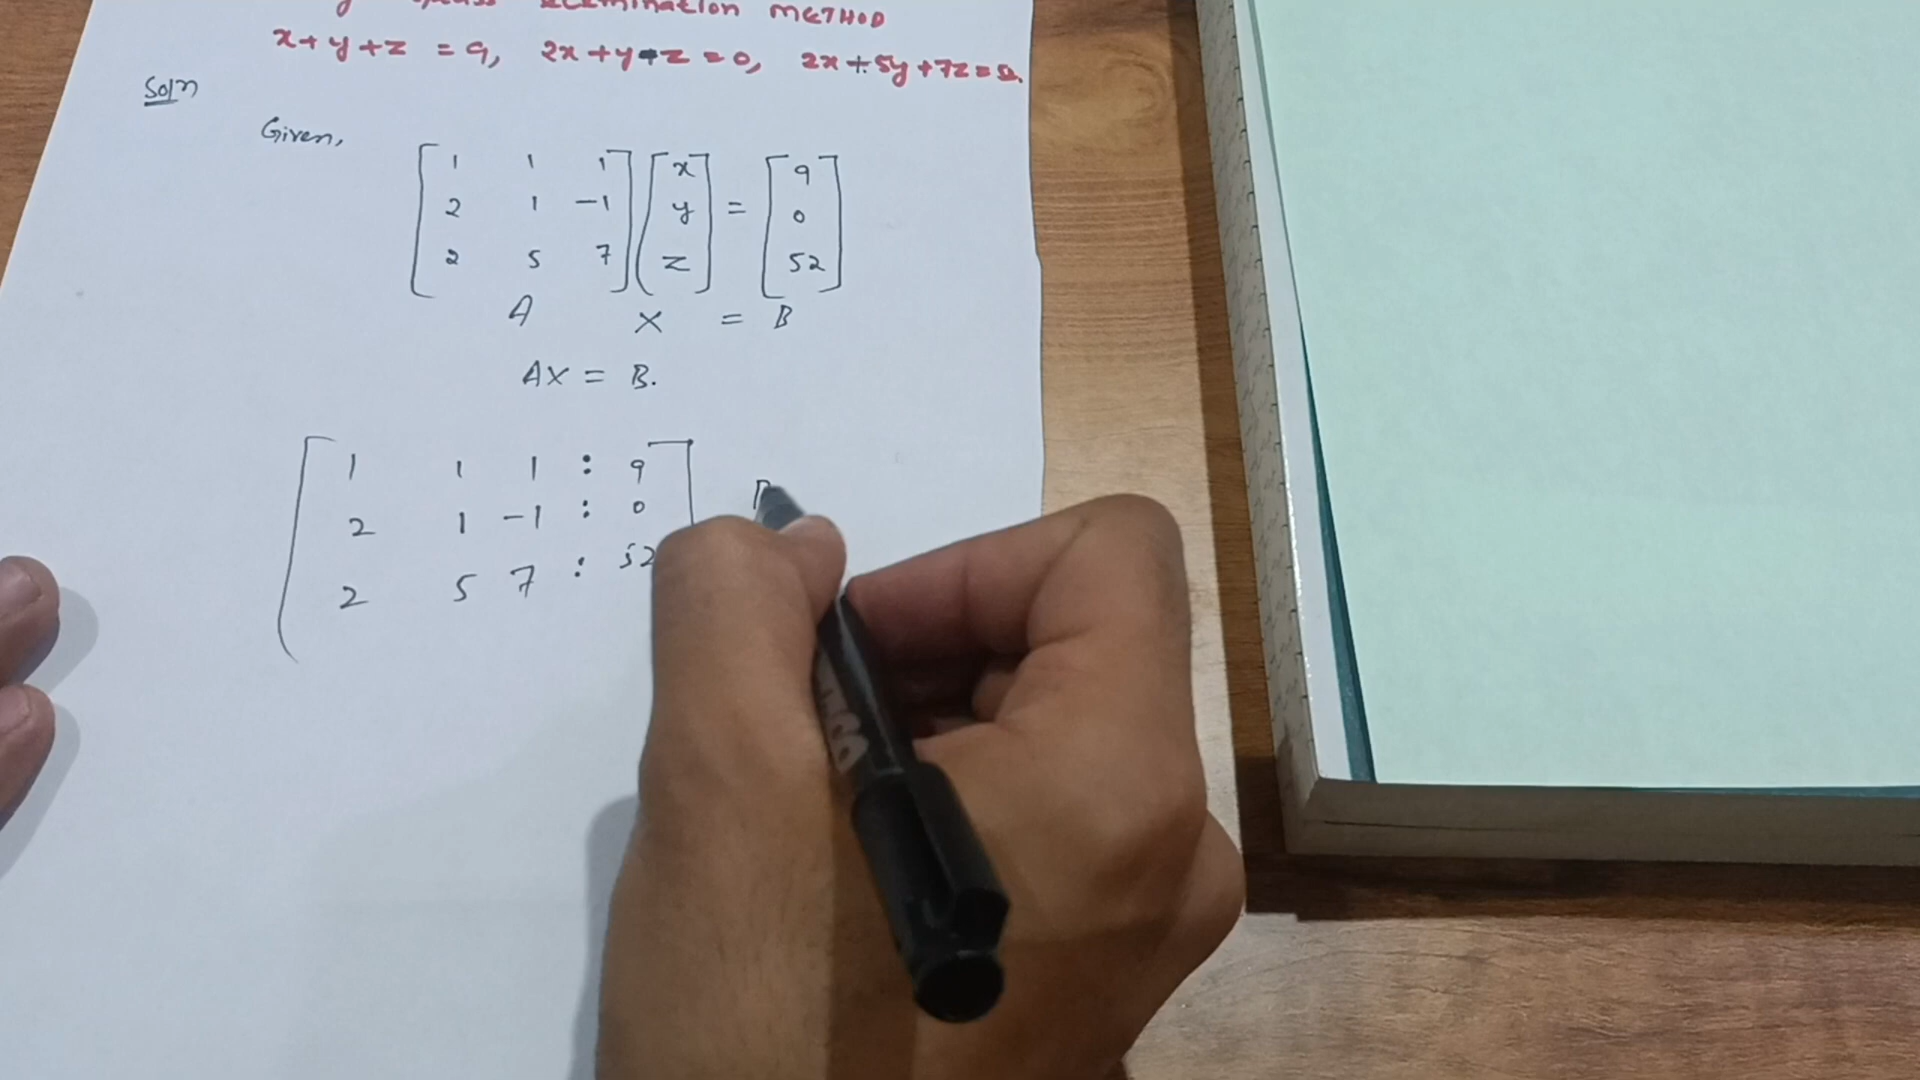 ELIMINATION METHOD
x+y+z = 9, 2x+y-z=0, 2x+5y+7z=52.
Soln
Given,
[1 1 1] [x] = [9]
[2 1 -1] [y] [0]
[2 5 7] [z] [52]
A X = B
AX = B.
[1 1 1 : 9]
2 1 -1 : 0
2 5 7 : 52